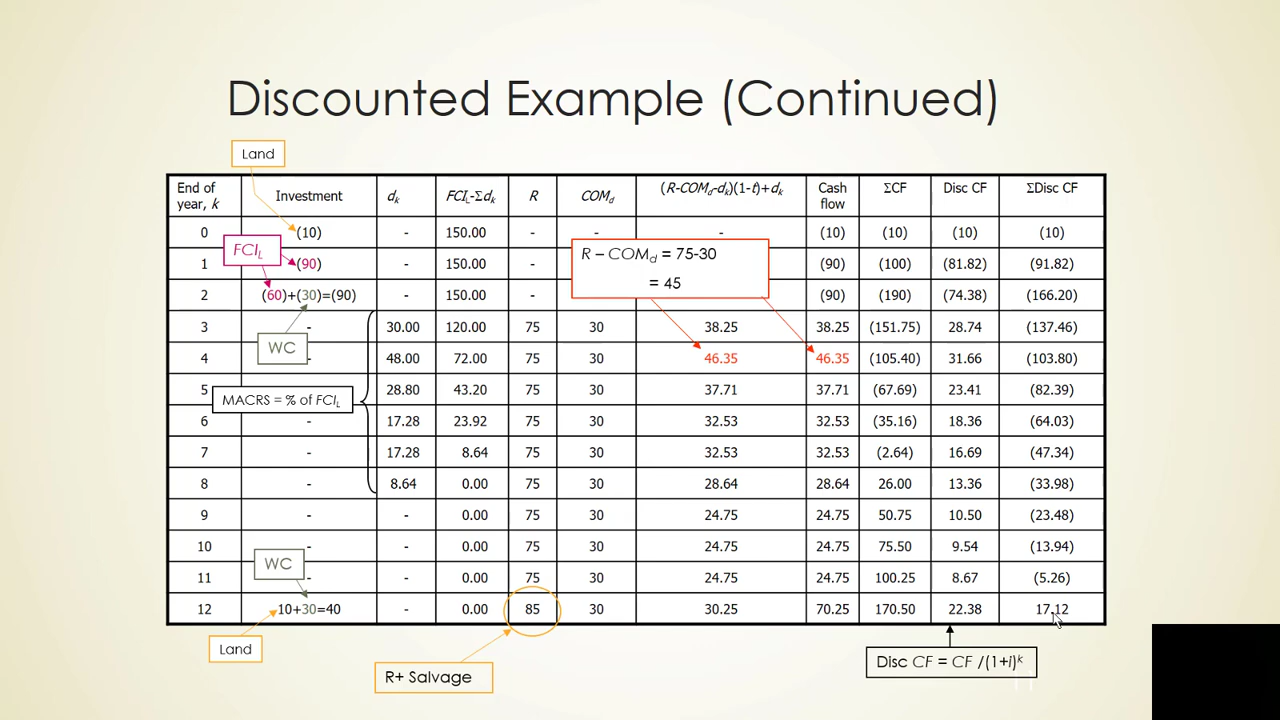 Discounted Example (Continued)
Land
End of year, k Investment dk FCIL-Σdk R COMd (R-COMd-dk)(1-t)+dk Cash flow ΣCF Disc CF ΣDisc CF
0 (10) - 150.00 - - - (10) (10) (10) (10)
FCIL
1 (90) - 150.00 - (90) (100) (81.82) (91.82)
R – COMd = 75-30
= 45
2 (60)+(30)=(90) - 150.00 - (90) (190) (74.38) (166.20)
3 - 30.00 120.00 75 30 38.25 38.25 (151.75) 28.74 (137.46)
WC
4 - 48.00 72.00 75 30 46.35 46.35 (105.40) 31.66 (103.80)
5 28.80 43.20 75 30 37.71 37.71 (67.69) 23.41 (82.39)
MACRS = % of FCIL
6 - 17.28 23.92 75 30 32.53 32.53 (35.16) 18.36 (64.03)
7 - 17.28 8.64 75 30 32.53 32.53 (2.64) 16.69 (47.34)
8 - 8.64 0.00 75 30 28.64 28.64 26.00 13.36 (33.98)
9 - - 0.00 75 30 24.75 24.75 50.75 10.50 (23.48)
10 - - 0.00 75 30 24.75 24.75 75.50 9.54 (13.94)
WC
11 - - 0.00 75 30 24.75 24.75 100.25 8.67 (5.26)
12 10+30=40 - 0.00 85 30 30.25 70.25 170.50 22.38 17.12
Land
R+ Salvage
Disc CF = CF /(1+i)k